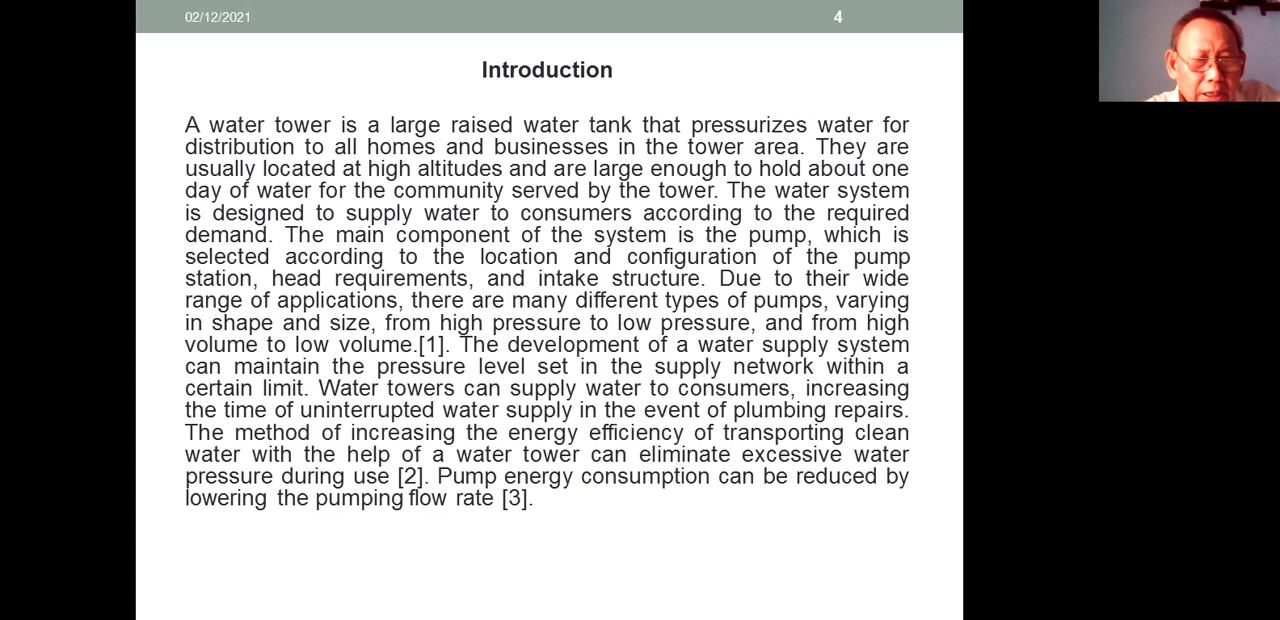 02/12/2021
4
Introduction
A water tower is a large raised water tank that pressurizes water for
distribution to all homes and businesses in the tower area. They are
usually located at high altitudes and are large enough to hold about one
day of water for the community served by the tower. The water system
is designed to supply water to consumers according to the required
demand. The main component of the system is the pump, which is
selected according to the location and configuration of the pump
station, head requirements, and intake structure. Due to their wide
range of applications, there are many different types of pumps, varying
in shape and size, from high pressure to low pressure, and from high
volume to low volume.[1]. The development of a water supply system
can maintain the pressure level set in the supply network within a
certain limit. Water towers can supply water to consumers, increasing
the time of uninterrupted water supply in the event of plumbing repairs.
The method of increasing the energy efficiency of transporting clean
water with the help of a water tower can eliminate excessive water
pressure during use [2]. Pump energy consumption can be reduced by
lowering the pumping flow rate [3].